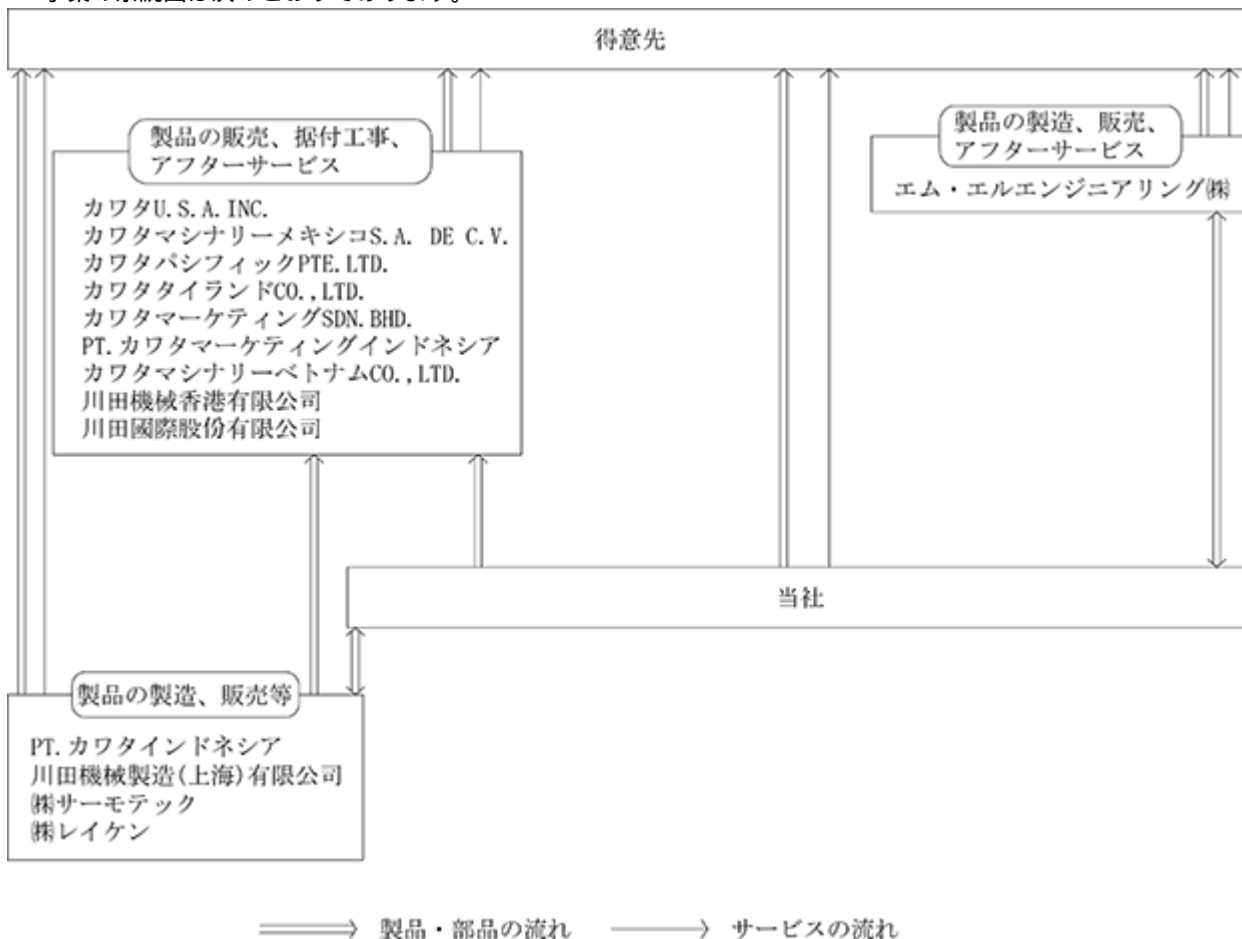 事業の系統図は次のとおりであります。
得意先
製品の販売、据付工事、
アフターサービス
カワタU.S.A.INC.
カワタマシナリーメキシコS.A. DE C.V.
カワタパシフィックPTE.LTD.
カワタタイランドCO.,LTD.
カワタマーケティングSDN.BHD.
PT.カワタマーケティングインドネシア
カワタマシナリーベトナムCO.,LTD.
川田機械香港有限公司
川田國際股份有限公司
製品の製造、販売、
アフターサービス
エム・エルエンジニアリング㈱
当社
製品の製造、販売等
PT.カワタインドネシア
川田機械製造(上海)有限公司
㈱サーモテック
㈱レイケン
製品・部品の流れ
サービスの流れ